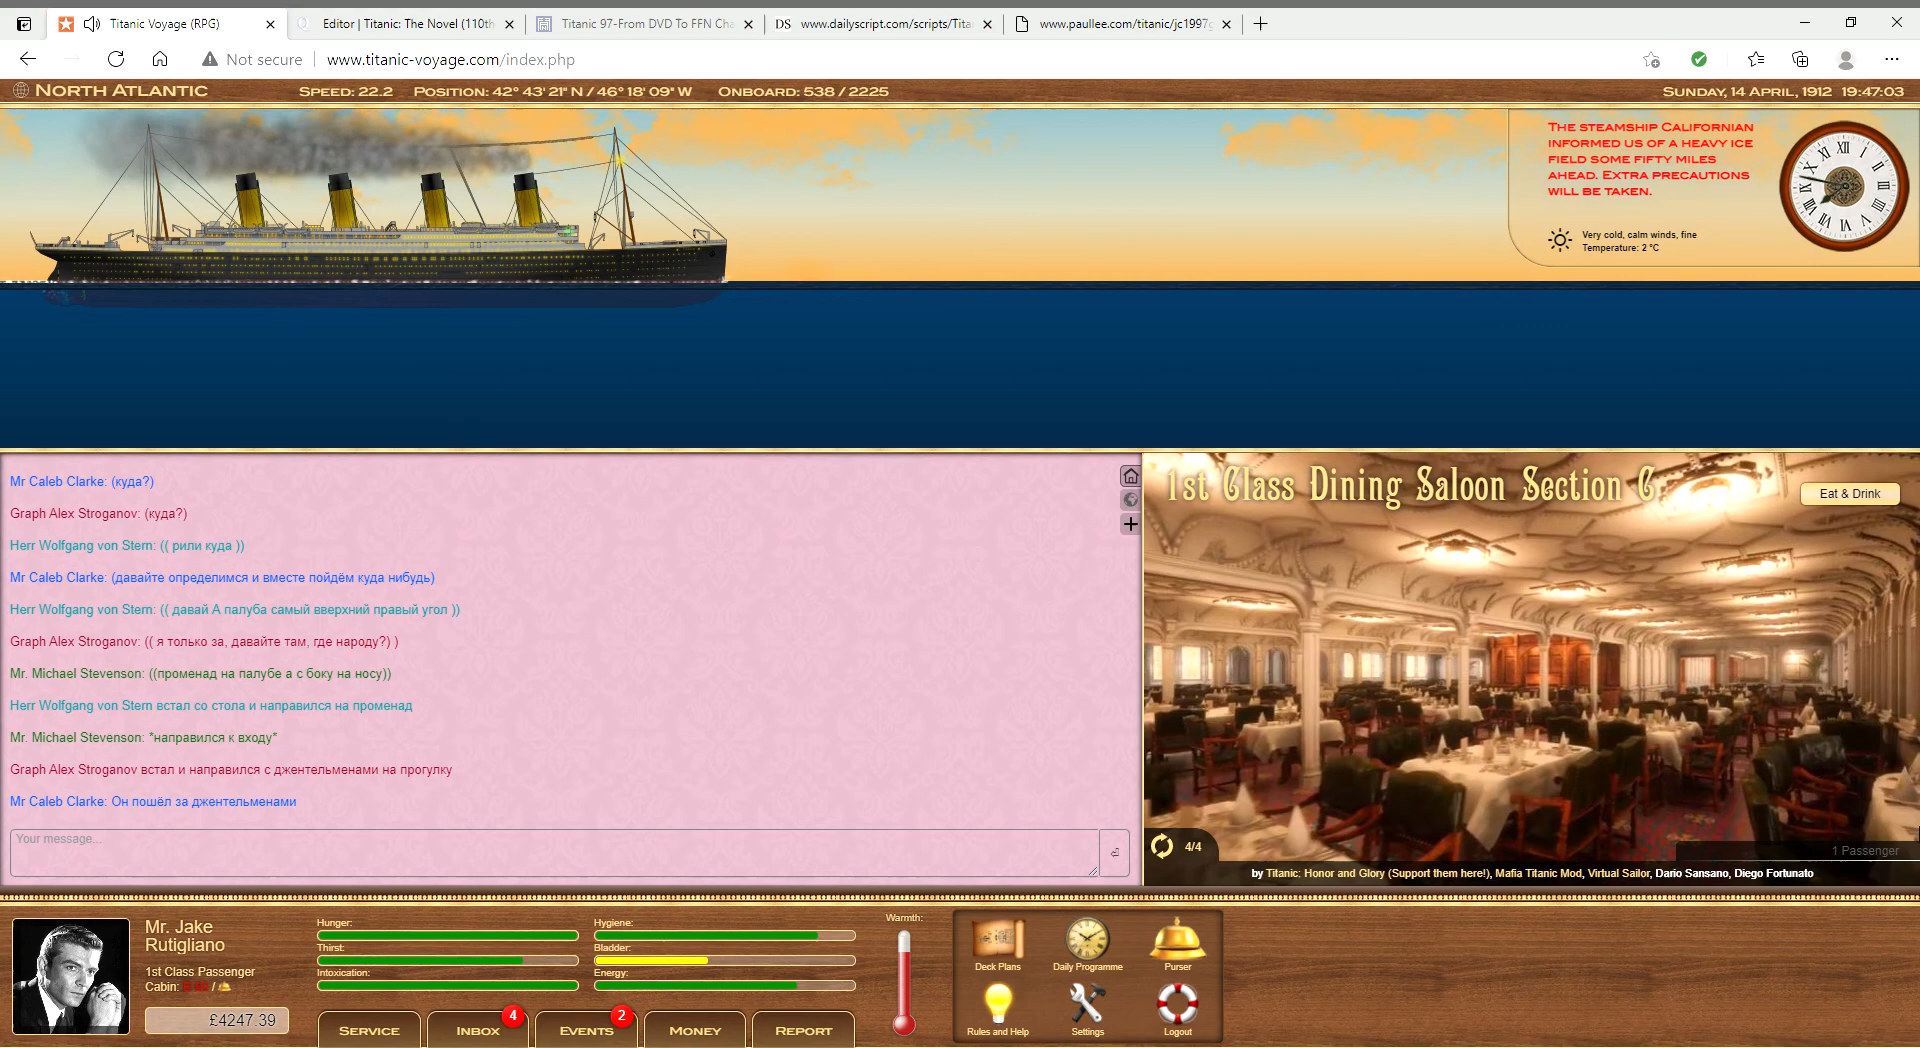 Titanic Voyage (RPG)
Editor | Titanic: The Novel (110th
Titanic 97-From DVD To FFN Cha
DS www.dailyscript.com/scripts/Tita
www.paullee.com/titanic/jc1997
Not secure
www.titanic-voyage.com/index.php
North Atlantic
Speed: 22.2
Position: 42° 43' 21" N / 46° 18' 09" W
Onboard: 538 / 2225
Sunday, 14 April, 1912 19:47:03
The steamship Californian
informed us of a heavy ice
field some fifty miles
ahead. Extra precautions
will be taken.
Very cold, calm winds, fine
Temperature: 2 °C
XII I III V VI VII VIII IX X XI
Mr Caleb Clarke: (куда?)
Graph Alex Stroganov: (куда?)
Herr Wolfgang von Stern: (( рили куда ))
Mr Caleb Clarke: (давайте определимся и вместе пойдём куда нибудь)
Herr Wolfgang von Stern: (( давай А палуба самый вверхний правый угол ))
Graph Alex Stroganov: (( я только за, давайте там, где народу?) )
Mr. Michael Stevenson: ((променад на палубе а с боку на носу))
Herr Wolfgang von Stern встал со стола и направился на променад
Mr. Michael Stevenson: *направился к входу*
Graph Alex Stroganov встал и направился с джентельменами на прогулку
Mr Caleb Clarke: Он пошёл за джентельменами
Your message...
1st Class Dining Saloon Section C
Eat & Drink
4/4
1 Passenger
by Titanic: Honor and Glory (Support them here!), Mafia Titanic Mod, Virtual Sailor, Dario Sansano, Diego Fortunato
Mr. Jake
Rutigliano
1st Class Passenger
Cabin: /
£4247.39
Hunger:
Thirst:
Intoxication:
Hygiene:
Bladder:
Energy:
Warmth:
Service
Inbox
4
Events
2
Money
Report
Deck Plans
Daily Programme
Purser
Rules and Help
Settings
Logout